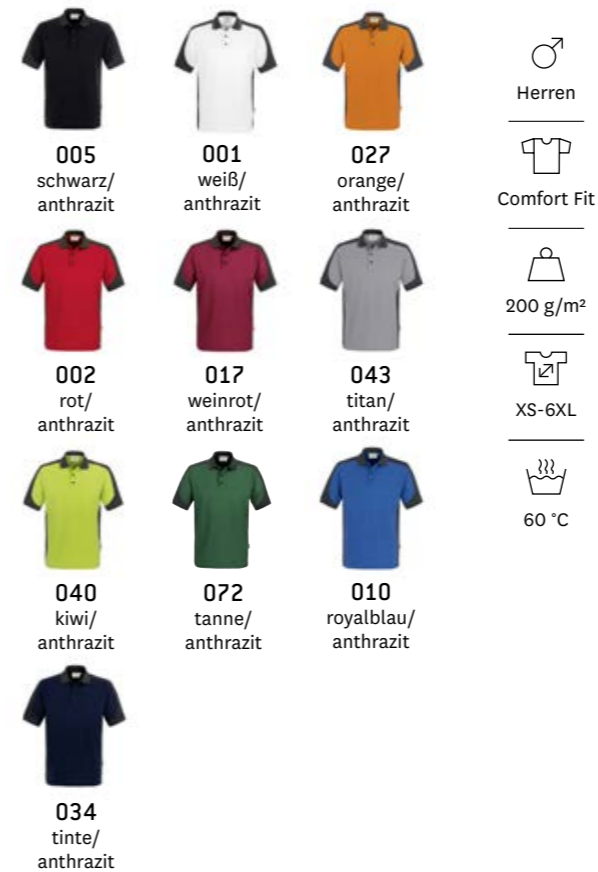 005
schwarz/
anthrazit
001
weiß/
anthrazit
027
orange/
anthrazit
002
rot/
anthrazit
017
weinrot/
anthrazit
043
titan/
anthrazit
040
kiwi/
anthrazit
072
tanne/
anthrazit
010
royalblau/
anthrazit
034
tinte/
anthrazit
Herren
Comfort Fit
200 g/m²
XS-6XL
60 °C